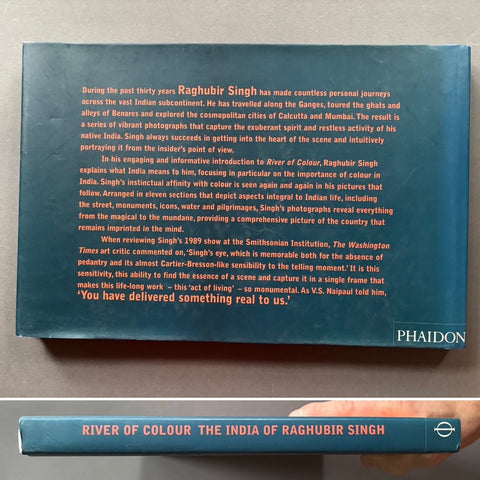 During the past thirty years Raghubir Singh has made countless personal journeys
across the vast Indian subcontinent. He has travelled along the Ganges, toured the ghats and
alleys of Benares and explored the cosmopolitan cities of Calcutta and Mumbai. The result is
a series of vibrant photographs that capture the exuberant spirit and restless activity of his
native India. Singh always succeeds in getting into the heart of the scene and intuitively
portraying it from the insider's point of view.
In his engaging and informative introduction to River of Colour, Raghubir Singh
explains what India means to him, focusing in particular on the importance of colour in
India. Singh's instinctual affinity with colour is seen again and again in his pictures that
follow. Arranged in eleven sections that depict aspects integral to Indian life, including
the street, monuments, icons, water and pilgrimages, Singh's photographs reveal everything
from the magical to the mundane, providing a comprehensive picture of the country that
remains imprinted in the mind.
When reviewing Singh's 1989 show at the Smithsonian Institution, The Washington
Times art critic commented on, 'Singh's eye, which is memorable both for the absence of
pedantry and its almost Cartier-Bresson-like sensibility to the telling moment.' It is this
sensitivity, this ability to find the essence of a scene and capture it in a single frame that
makes this life-long work – this 'act of living' – so monumental. As V.S. Naipaul told him,
'You have delivered something real to us.'
PHAIDON
RIVER OF COLOUR THE INDIA OF RAGHUBIR SINGH